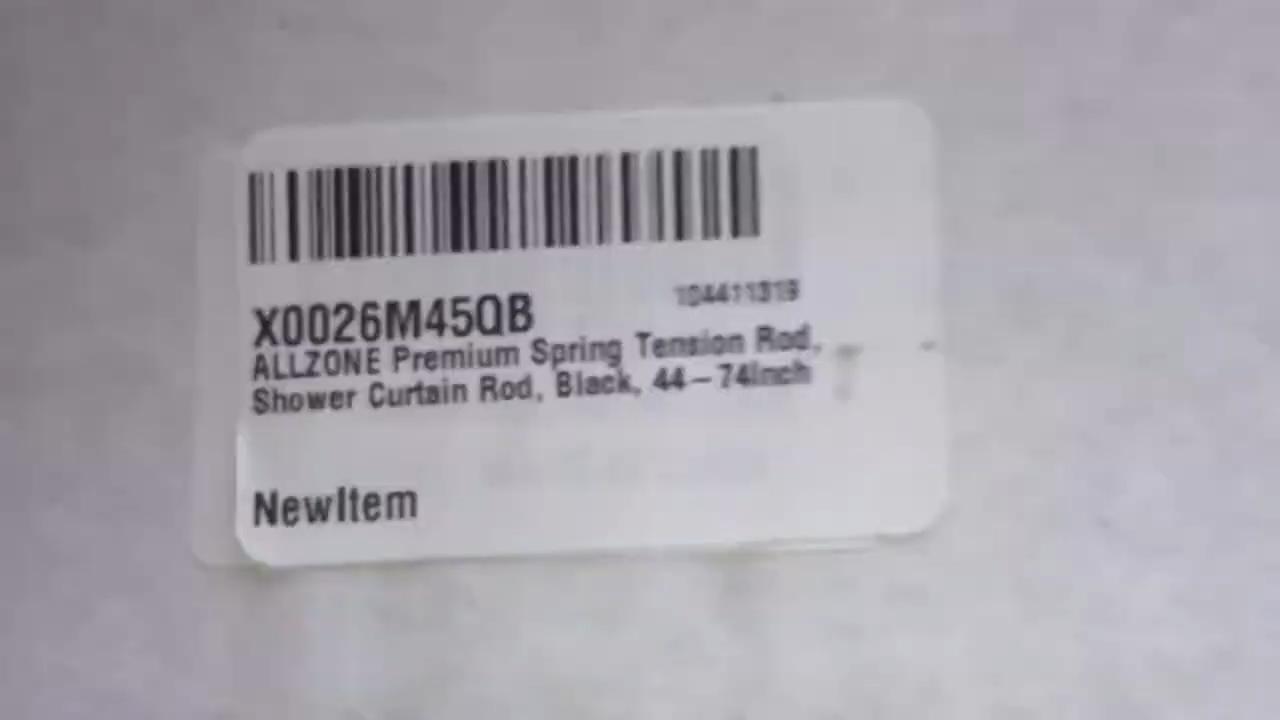 X0026M45QB
104411319
ALLZONE Premium Spring Tension Rod,
Shower Curtain Rod, Black, 44-74Inch
NewItem